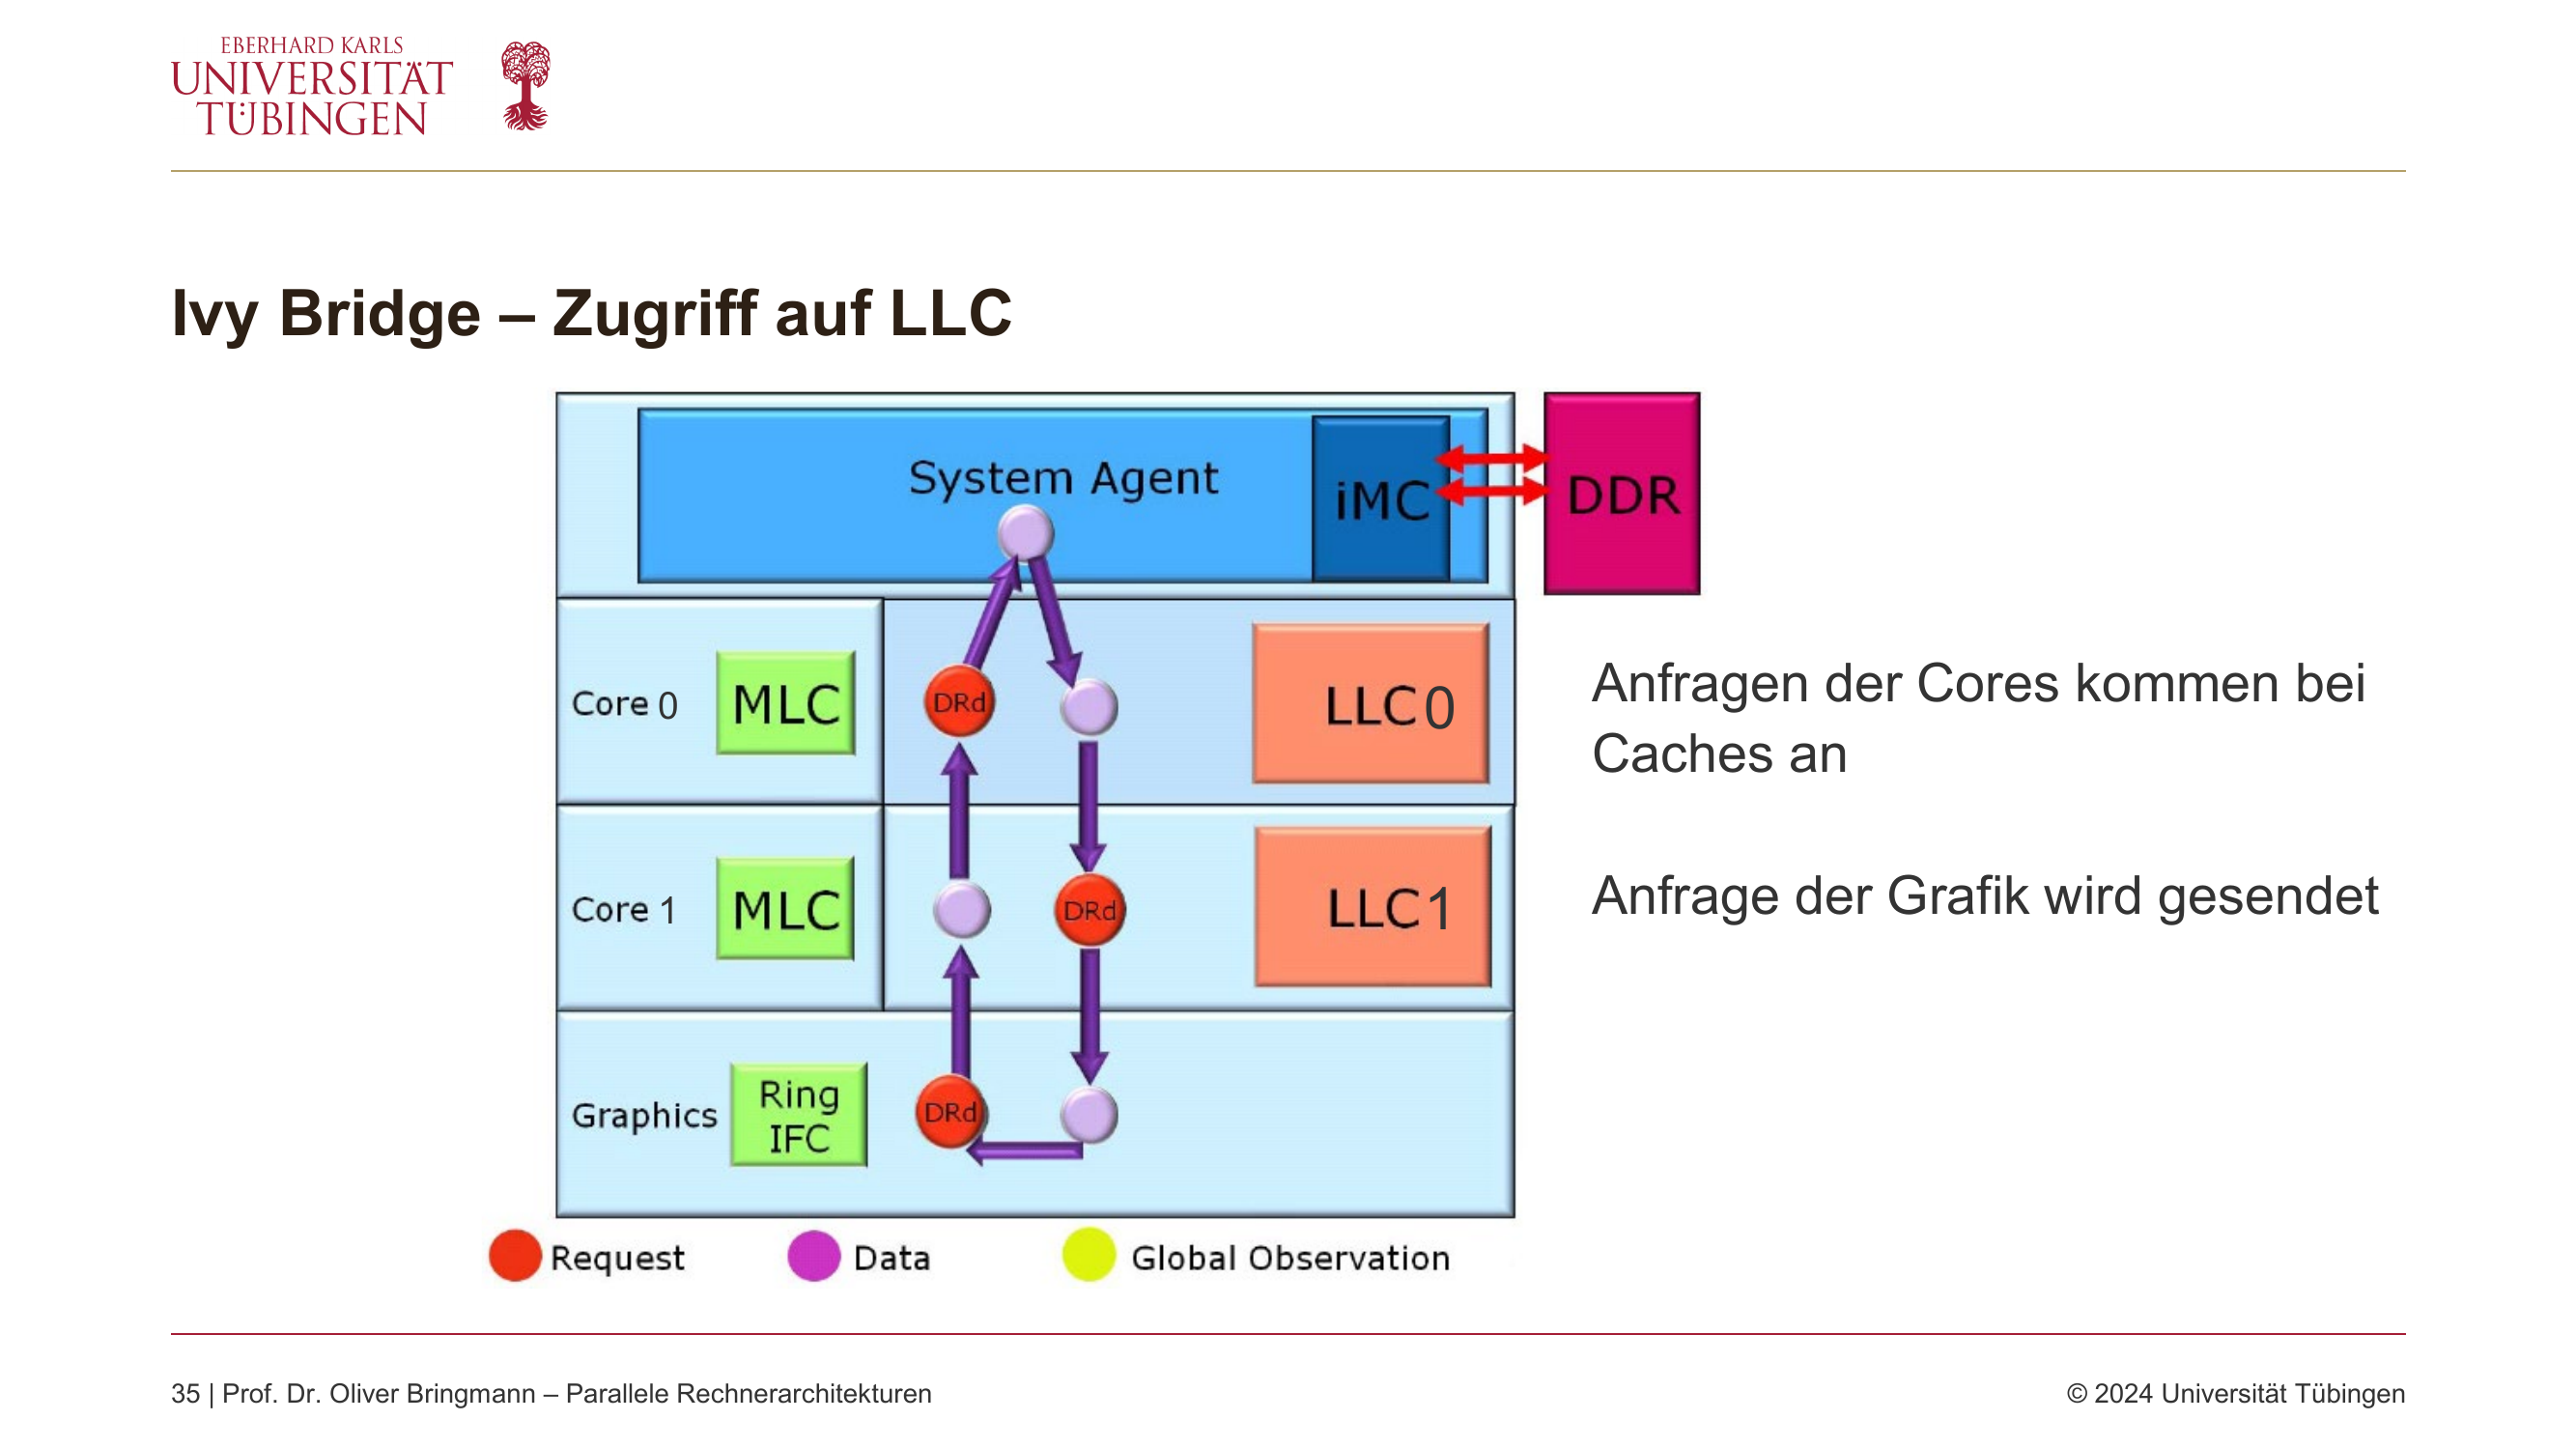 EBERHARD KARLS
UNIVERSITÄT
TÜBINGEN
Ivy Bridge – Zugriff auf LLC
System Agent
iMC
DDR
Core 0
MLC
DRd
LLC 0
Anfragen der Cores kommen bei
Caches an
Core 1
MLC
DRd
LLC 1
Anfrage der Grafik wird gesendet
Graphics
Ring
IFC
DRd
Request
Data
Global Observation
35 | Prof. Dr. Oliver Bringmann – Parallele Rechnerarchitekturen
© 2024 Universität Tübingen